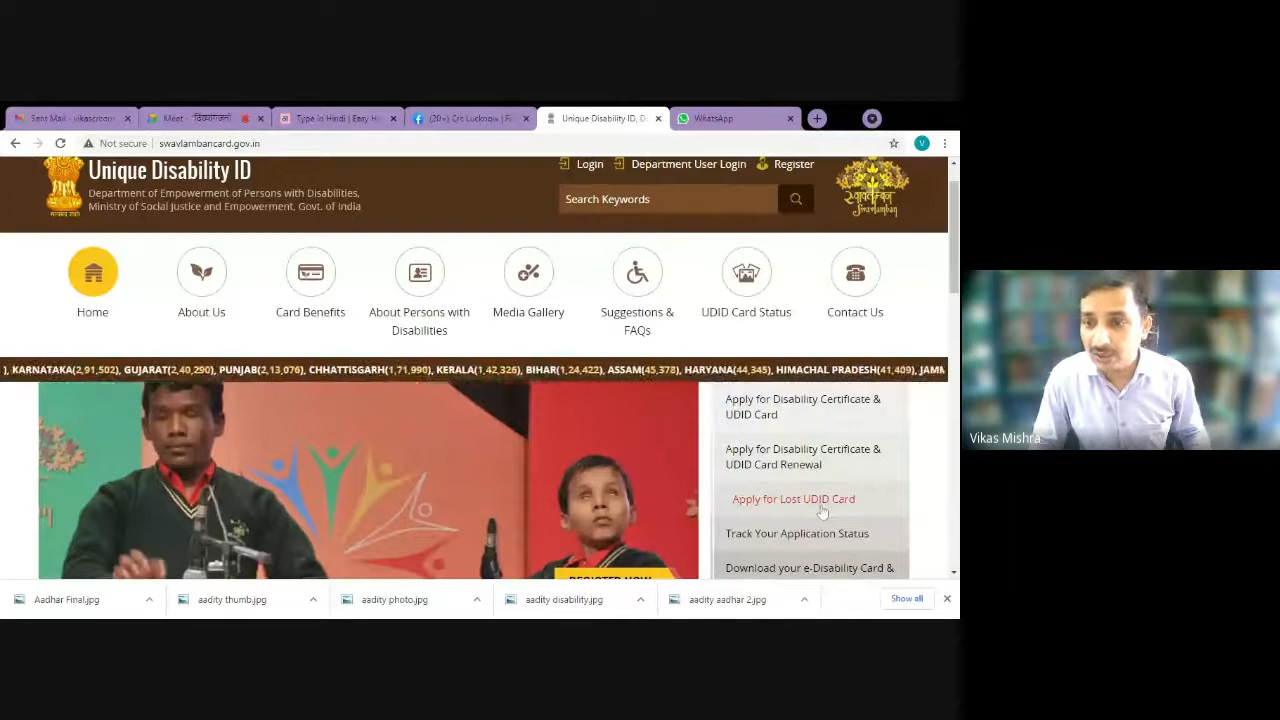 Sent Mail - vikascrcoom
Meet - "दिव्यांगजनों
Type in Hindi | Easy Hi
(20+) Crc Lucknow | Fa
Unique Disability ID, D
WhatsApp
Not secure
swavlambancard.gov.in
V
Unique Disability ID
Department of Empowerment of Persons with Disabilities,
Ministry of Social Justice and Empowerment, Govt. of India
Login
Department User Login
Register
Search Keywords
स्वावलम्बन
Swavlamban
Home
About Us
Card Benefits
About Persons with
Disabilities
Media Gallery
Suggestions &
FAQs
UDID Card Status
Contact Us
), KARNATAKA(2,91,502), GUJARAT(2,40,290), PUNJAB(2,13,076), CHHATTISGARH(1,71,990), KERALA(1,42,326), BIHAR(1,24,422), ASSAM(45,378), HARYANA(44,345), HIMACHAL PRADESH(41,409), JAMM
Apply for Disability Certificate &
UDID Card
Apply for Disability Certificate &
UDID Card Renewal
Apply for Lost UDID Card
Track Your Application Status
Download your e-Disability Card &
REGISTER NOW
Vikas Mishra
Aadhar Final.jpg
aadity thumb.jpg
aadity photo.jpg
aadity disability.jpg
aadity aadhar 2.jpg
Show all